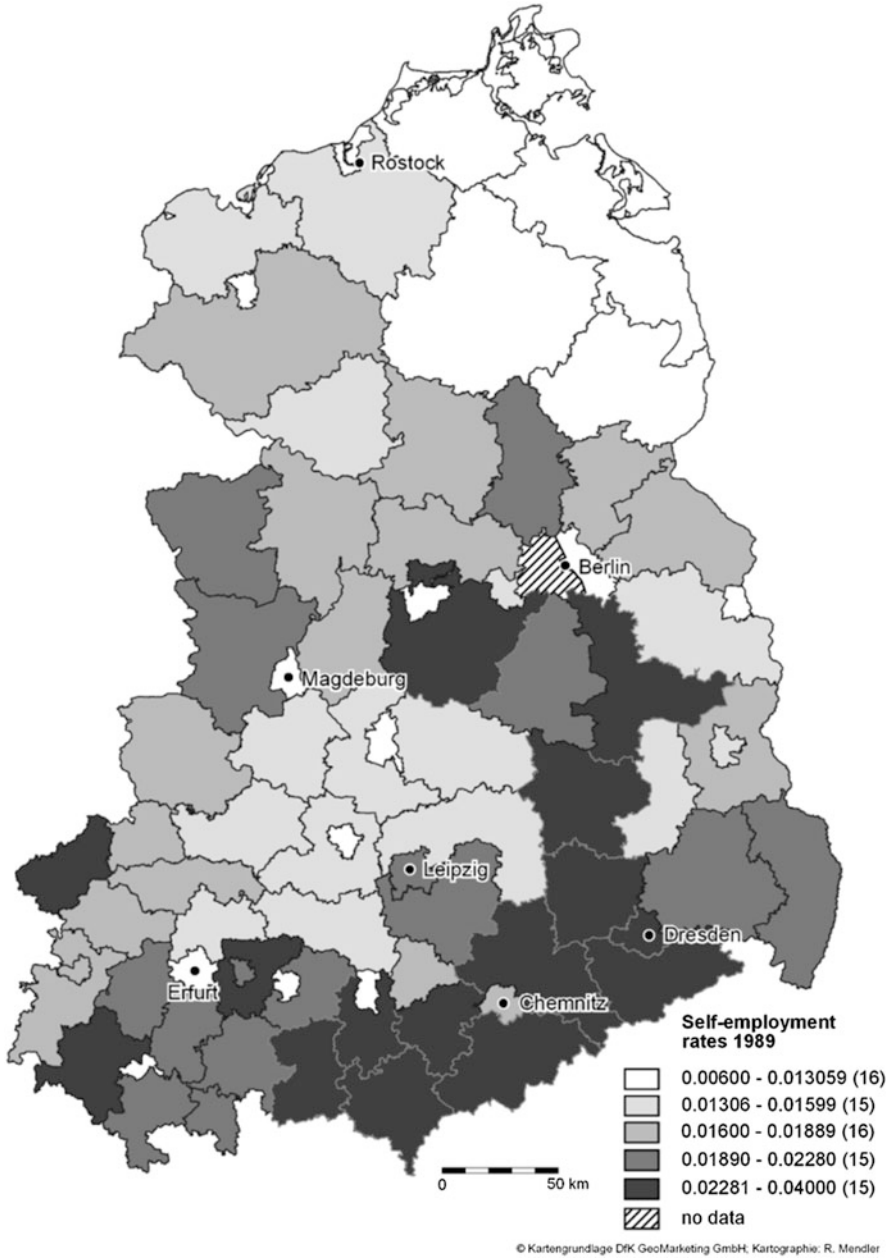 Rostock
Berlin
Magdeburg
Leipzig
Dresden
Erfurt
Chemnitz
Self-employment
rates 1989
0.00600 - 0.013059 (16)
0.01306 - 0.01599 (15)
0.01600 - 0.01889 (16)
0.01890 - 0.02280 (15)
0.02281 - 0.04000 (15)
no data
0 50 km
© Kartengrundlage DfK GeoMarketing GmbH; Kartographie: R. Mendler